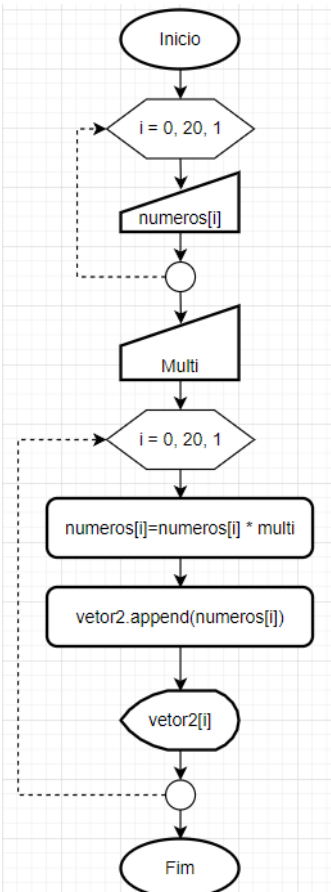 Inicio
i = 0, 20, 1
numeros[i]
Multi
i = 0, 20, 1
numeros[i]=numeros[i] * multi
vetor2.append(numeros[i])
vetor2[i]
Fim